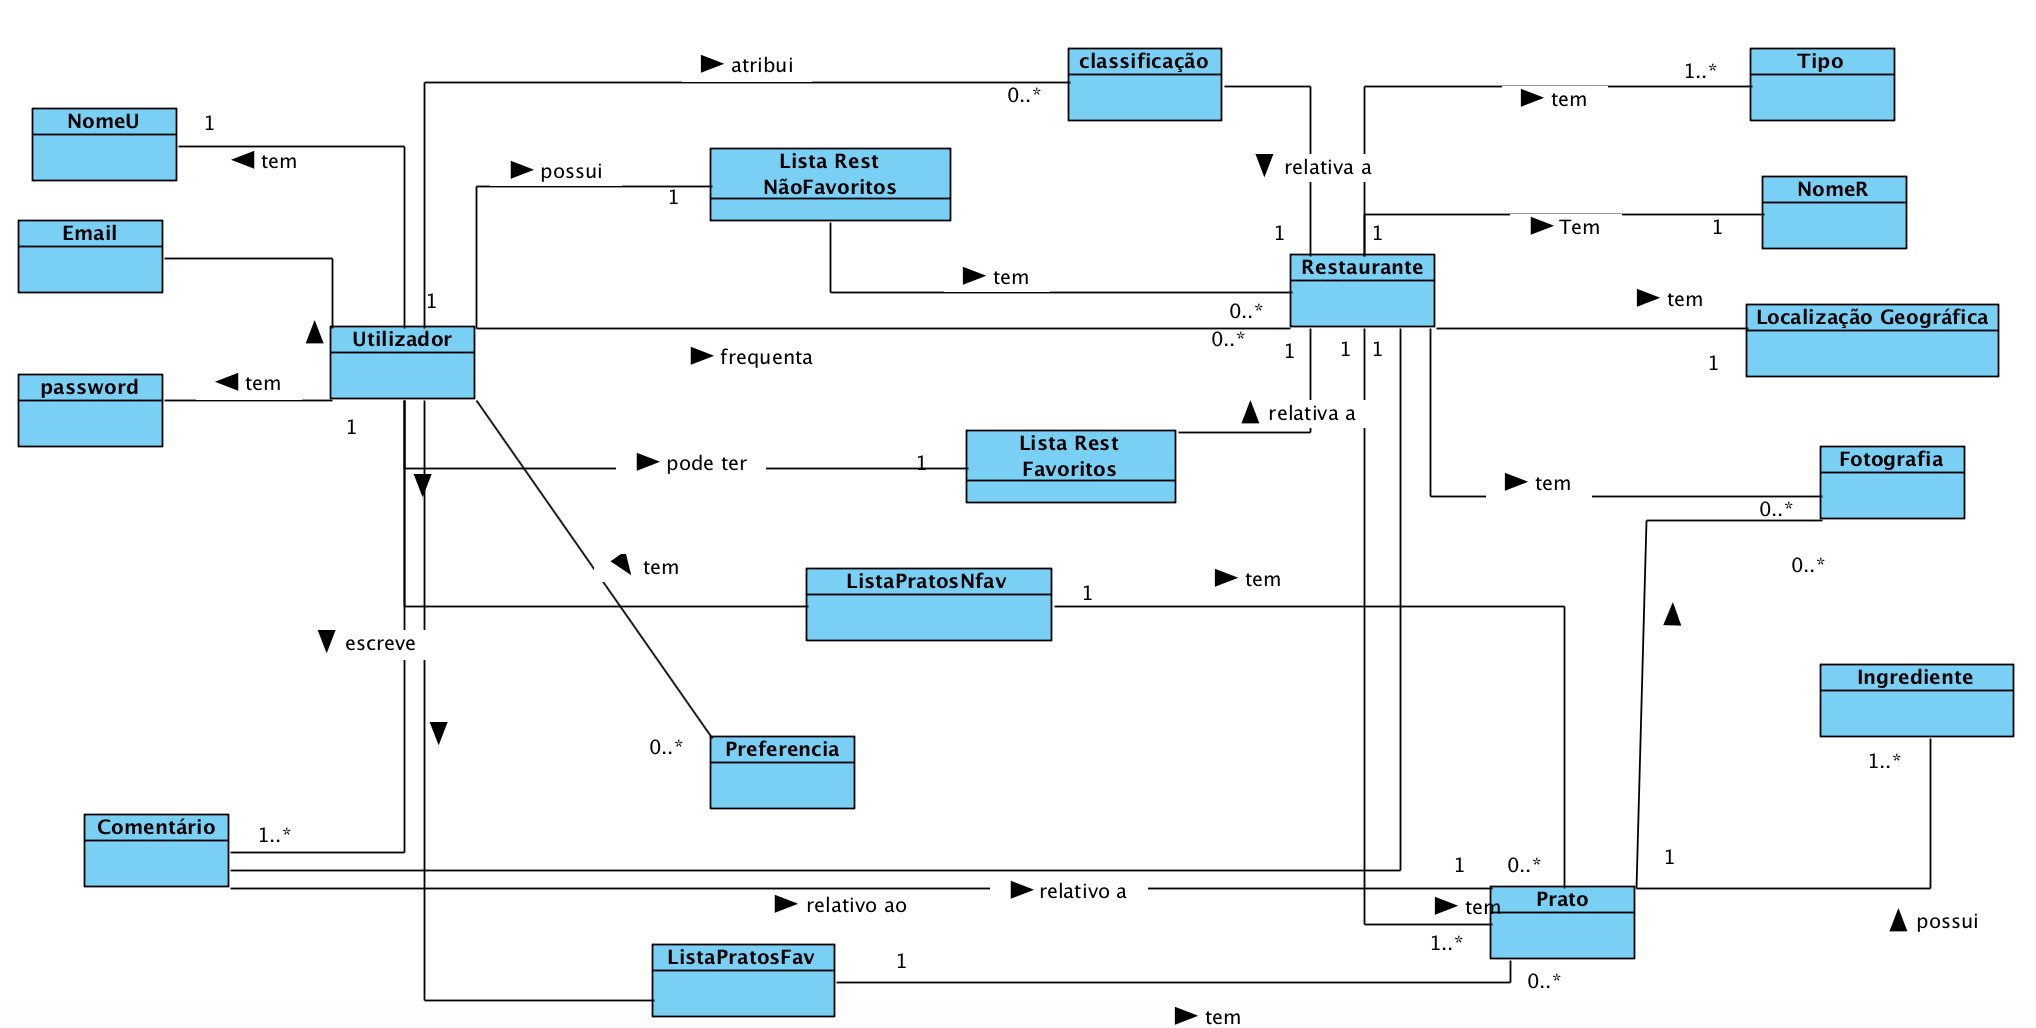 atribui
classificação
0..*
1..*
Tipo
tem
NomeU
1
tem
possui
Lista Rest
NãoFavoritos
1
relativa a
NomeR
Tem
1
Email
1
1
tem
Restaurante
1
0..*
tem
Localização Geográfica
1
Utilizador
frequenta
0..*
1
1
1
password
tem
1
relativa a
pode ter
1
Lista Rest
Favoritos
Fotografia
tem
0..*
0..*
tem
ListaPratosNfav
1
tem
escreve
Ingrediente
1..*
0..*
Preferencia
Comentário
1..*
1
0..*
1
relativo a
relativo ao
tem
Prato
possui
1..*
ListaPratosFav
1
0..*
tem